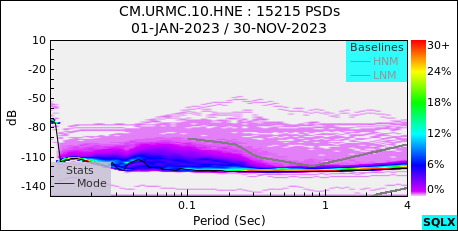 CM.URMC.10.HNE : 15215 PSDs
01-JAN-2023 / 30-NOV-2023
10
-20
-50
-80
-110
-140
dB
Baselines
HNM
LNM
Stats
Mode
0.1
1
4
Period (Sec)
30+
24%
18%
12%
6%
0%
SQLX